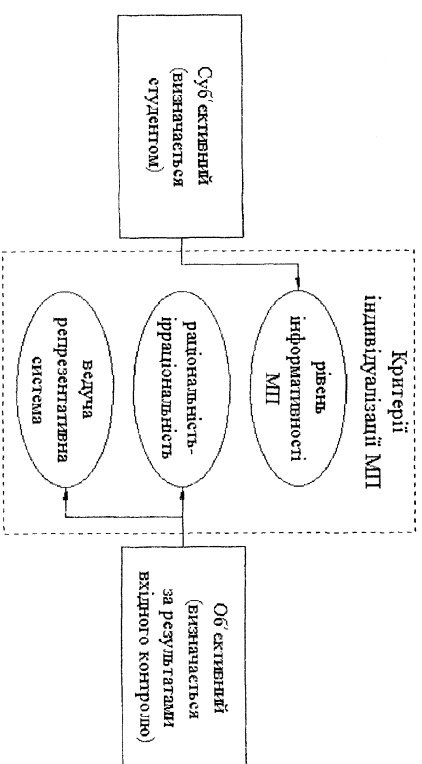 Критерії
індивідуалізації МП
Суб'єктивний
(визначається
студентом)
рівень
інформативності
МП
раціональність-
ірраціональність
ведуча
репрезентативна
система
Об'єктивний
(визначається
за результатами
вхідного контролю)